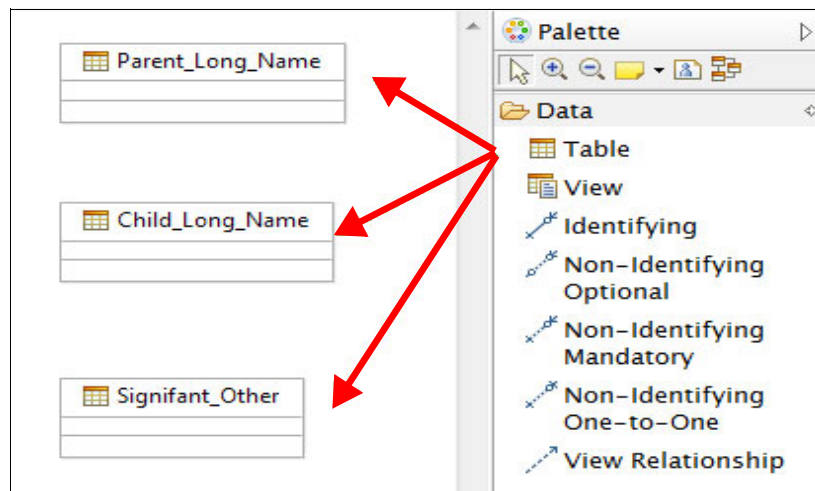 Parent_Long_Name
Child_Long_Name
Signifant_Other
Palette
Data
Table
View
Identifying
Non-Identifying
Optional
Non-Identifying
Mandatory
Non-Identifying
One-to-One
View Relationship